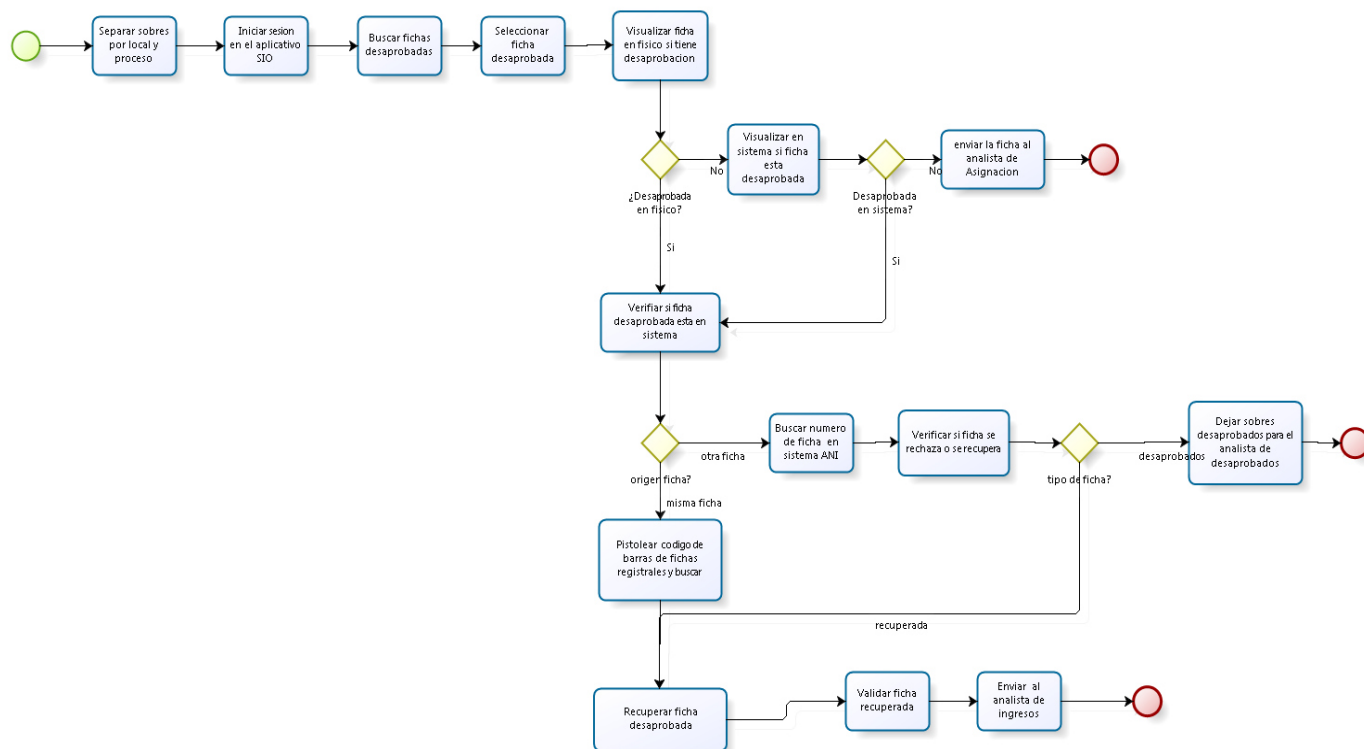 Separar sobres
por local y
proceso
Iniciar sesion
en el aplicativo
SIO
Buscar fichas
desaprobadas
Seleccionar
ficha
desaprobada
Visualizar ficha
en fisico si tiene
desaprobacion
¿Desaprobada
en fisico?
No
Visualizar en
sistema si ficha
esta
desaprobada
Desaprobada
en sistema?
No
enviar la ficha al
analista de
Asignacion
Si
Si
Verifiar si ficha
desaprobada esta en
sistema
origen ficha?
otra ficha
Buscar numero
de ficha en
sistema ANI
Verificar si ficha se
rechaza o se recupera
tipo de ficha?
desaprobados
Dejar sobres
desaprobados para el
analista de
desaprobados
misma ficha
Pistolear codigo de
barras de fichas
registrales y buscar
recuperada
Recuperar ficha
desaprobada
Validar ficha
recuperada
Enviar al
analista de
ingresos